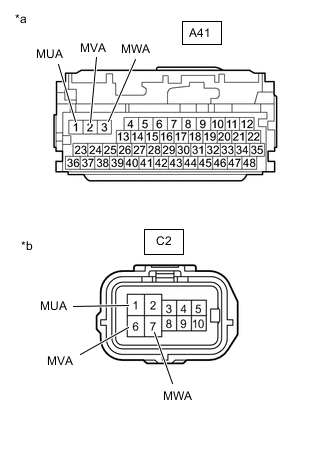 *a
A41
MUA MVA MWA
1 2 3 4 5 6 7 8 9 10 11 12
13 14 15 16 17 18 19 20 21 22
23 24 25 26 27 28 29 30 31 32 33 34 35
36 37 38 39 40 41 42 43 44 45 46 47 48
*b
C2
MUA
1 2 3 4 5
6 7 8 9 10
MVA
MWA